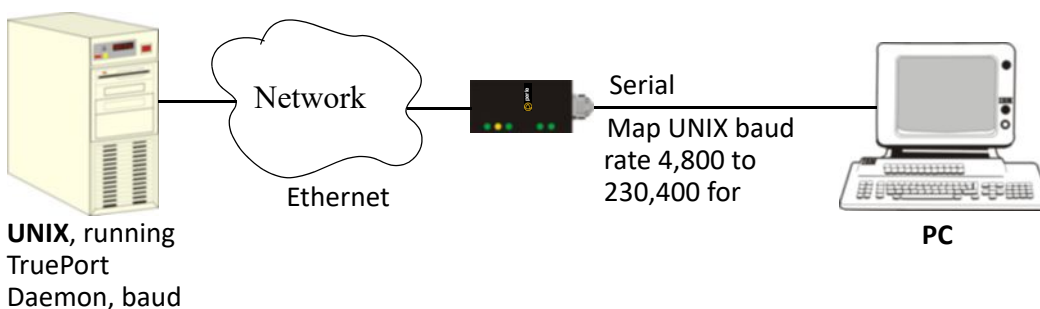 Network
Ethernet
perle
Serial
Map UNIX baud
rate 4,800 to
230,400 for
UNIX, running
TruePort
Daemon, baud
PC